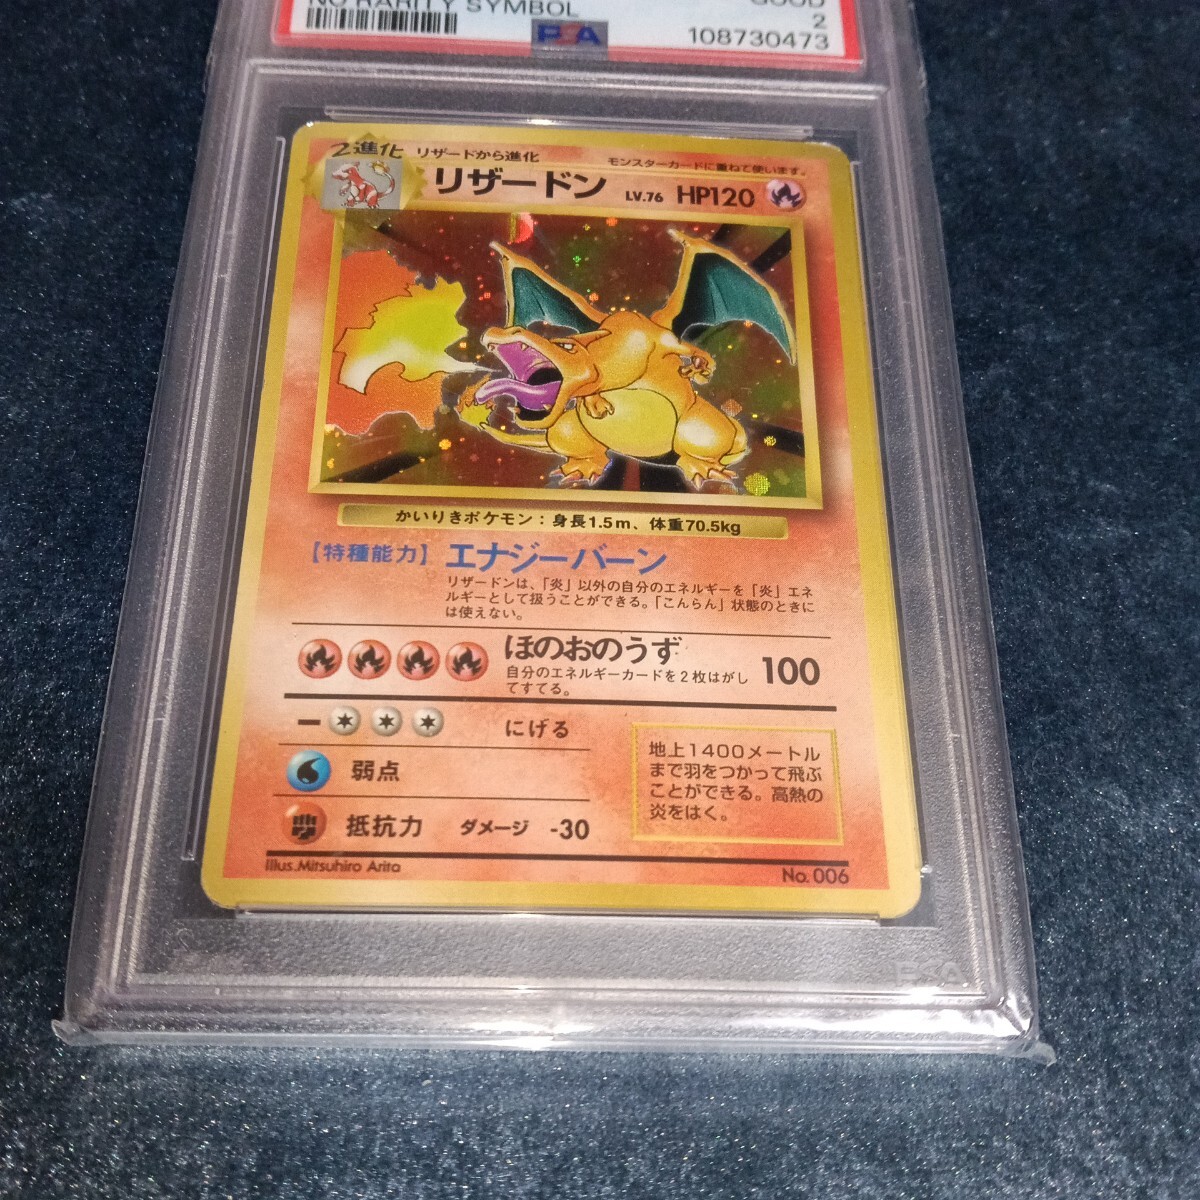 NO RARITY SYMBOL
GOOD
2
PSA
108730473
2進化
リザードから進化
モンスターカードに重ねて使います。
リザードン LV.76 HP120
かいりきポケモン：身長1.5m、体重70.5kg
【特殊能力】 エナジーバーン
リザードンは、「炎」以外の自分のエネルギーを「炎」エネ
ルギーとして扱うことができる。「こんらん」状態のときに
は使えない。
ほのおのうず 100
自分のエネルギーカードを2枚はがし
てすてる。
にげる
弱点
抵抗力 ダメージ -30
地上1400メートル
まで羽をつかって飛ぶ
ことができる。高熱の
炎をはく。
Illus.Mitsuhiro Arita
No. 006
PSA